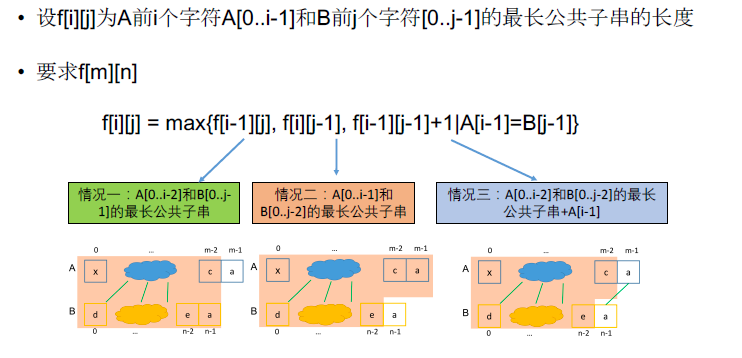 • 设f[i][j]为A前i个字符A[0..i-1]和B前j个字符[0..j-1]的最长公共子串的长度
• 要求f[m][n]
f[i][j] = max{f[i-1][j], f[i][j-1], f[i-1][j-1]+1|A[i-1]=B[j-1]}
情况一：A[0..i-2]和B[0..j-
1]的最长公共子串
情况二：A[0..i-1]和
B[0..j-2]的最长公共子串
情况三：A[0..i-2]和B[0..j-2]的最长
公共子串+A[i-1]
0 ... m-2 m-1
A x c a
B d e a
0 ... n-2 n-1
0 ... m-2 m-1
A x c a
B d e a
0 ... n-2 n-1
0 ... m-2 m-1
A x c a
B d e a
0 ... n-2 n-1